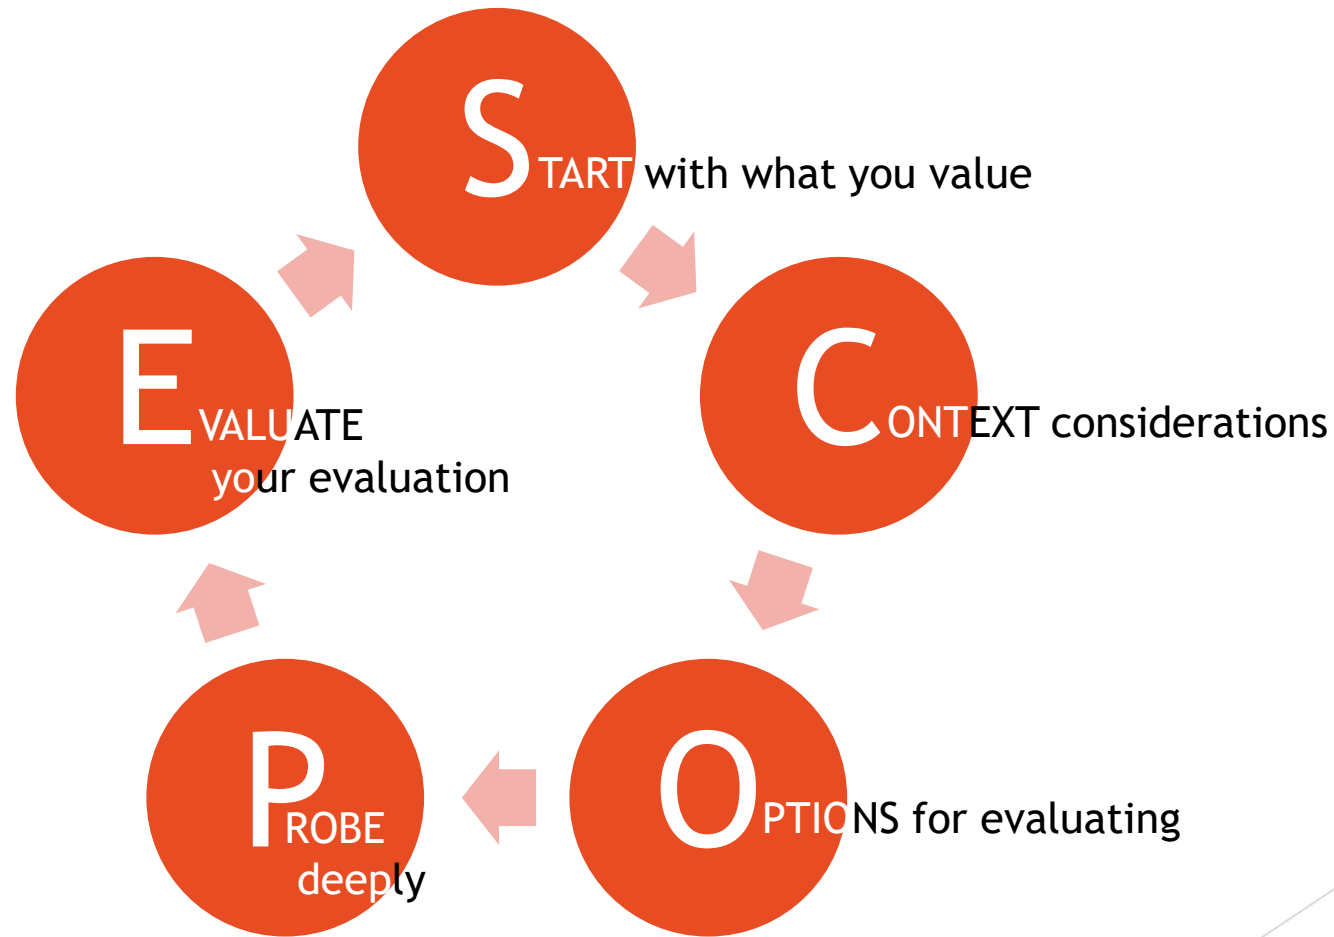 START with what you value
CONTEXT considerations
OPTIONS for evaluating
PROBE
deeply
EVALUATE
your evaluation